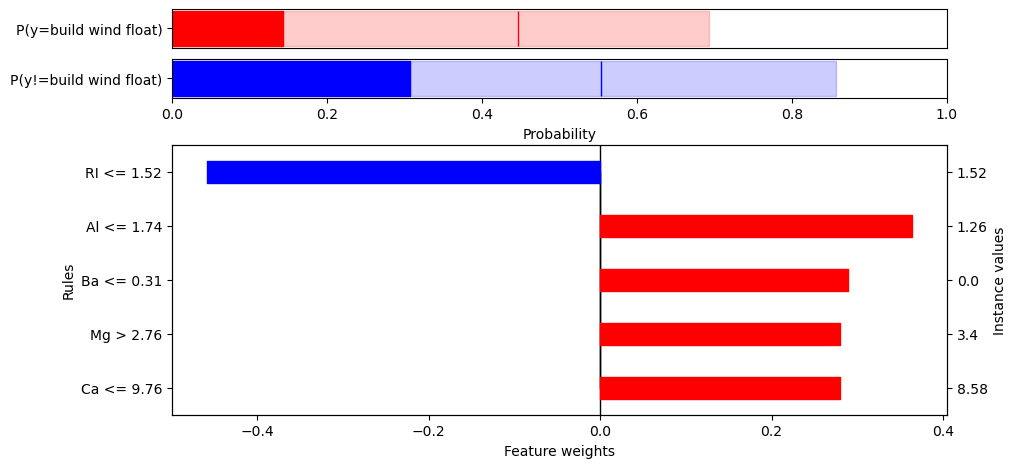 P(y=build wind float)
P(y!=build wind float)
0.0 0.2 0.4 0.6 0.8 1.0
Probability
RI <= 1.52 1.52
Al <= 1.74 1.26
Ba <= 0.31 0.0
Mg > 2.76 3.4
Ca <= 9.76 8.58
Rules
Instance values
−0.4 −0.2 0.0 0.2 0.4
Feature weights